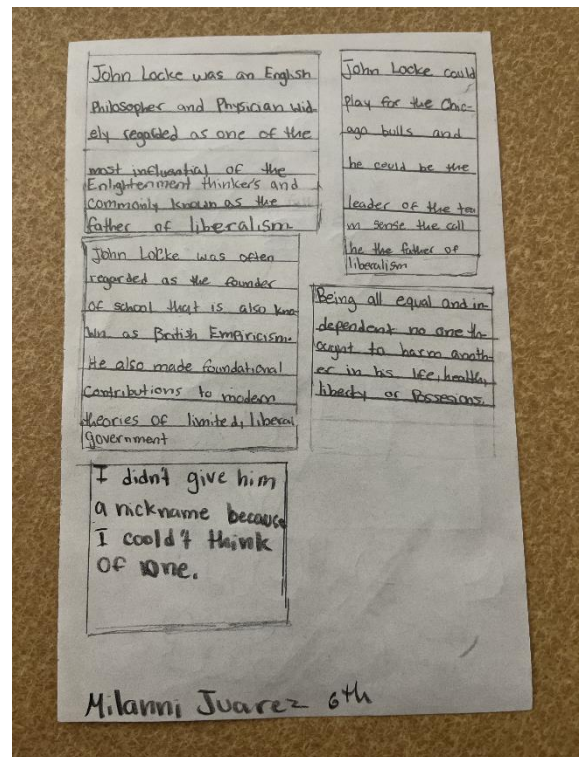 John Locke was an English
Philosopher and Physician wid-
ely regarded as one of the
most influential of the
Enlightenment thinkers and
commonly known as the
father of liberalism
John Locke was often
regarded as the founder
of school that is also kno
wn as British Empiricism.
He also made foundational
Contributions to modern
theories of limited, liberal
government
I didn't give him
a nickname because
I coold't think
of one.
John Locke could
play for the Chic-
ago bulls and
he could be the
leader of the tea
m sense the call
he the father of
liberalism
Being all equal and in-
dependent no one th-
ought to harm anoth-
er in his life, health,
liberty or Possesions.
Milanni Juarez 6th